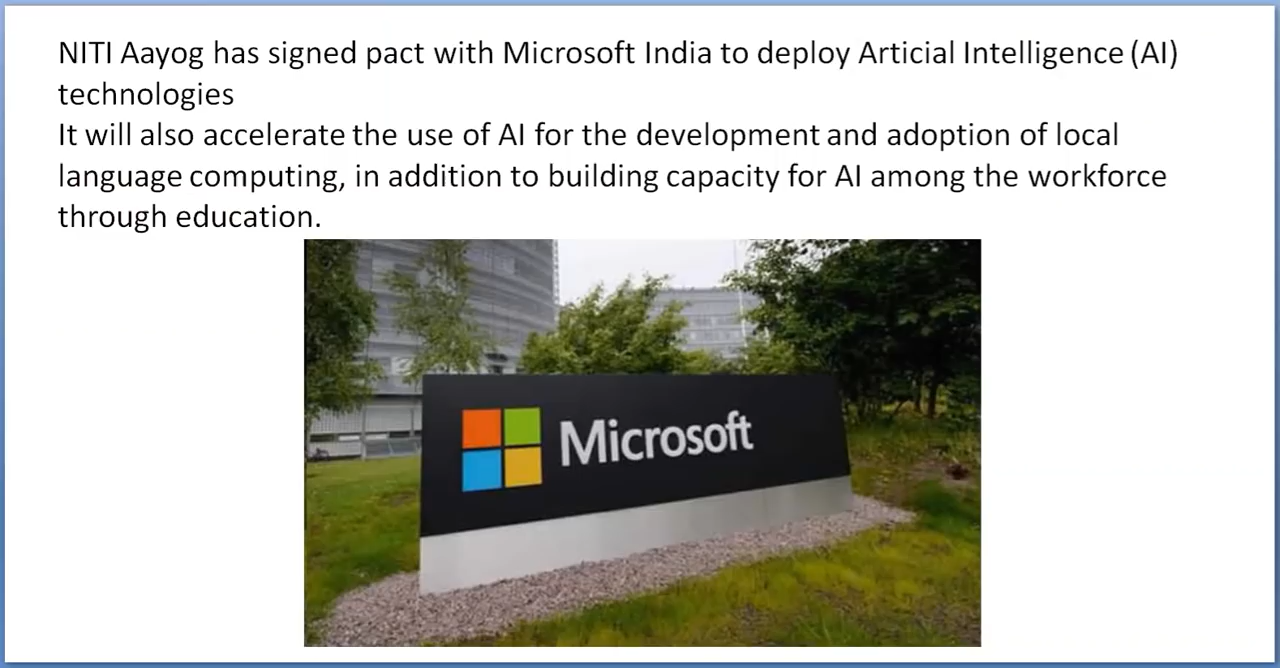 NITI Aayog has signed pact with Microsoft India to deploy Articial Intelligence (AI)
technologies
It will also accelerate the use of AI for the development and adoption of local
language computing, in addition to building capacity for AI among the workforce
through education.
Microsoft